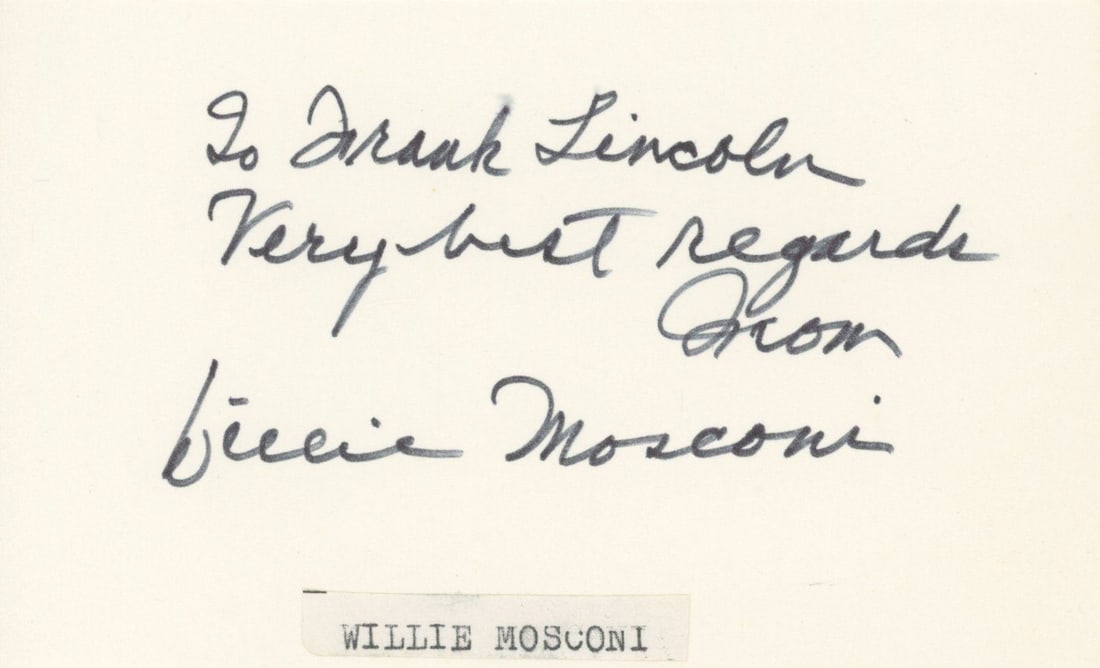 To Frank Lincoln
Very best regards
From
Willie Mosconi
WILLIE MOSCONI